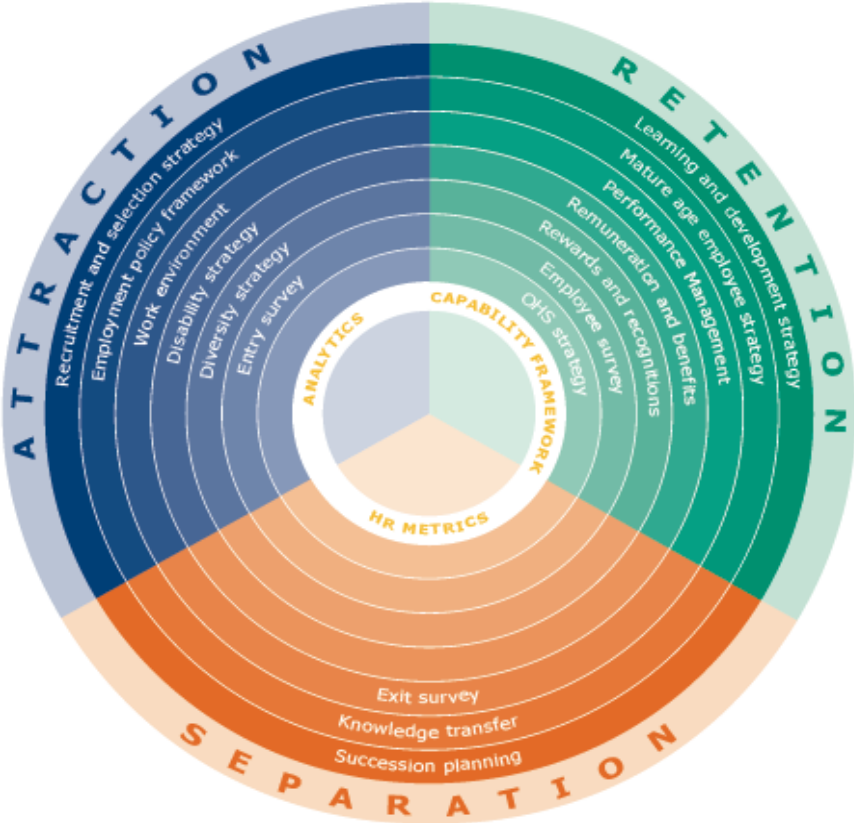 ATTRACTION
Recruitment and selection strategy
Employment policy framework
Work environment
Disability strategy
Diversity strategy
Entry survey
RETENTION
Learning and development strategy
Mature age employee strategy
Performance Management
Remuneration and benefits
Rewards and recognitions
Employee survey
OHS strategy
ANALYTICS
CAPABILITY FRAMEWORK
HR METRICS
Exit survey
Knowledge transfer
Succession planning
SEPARATION